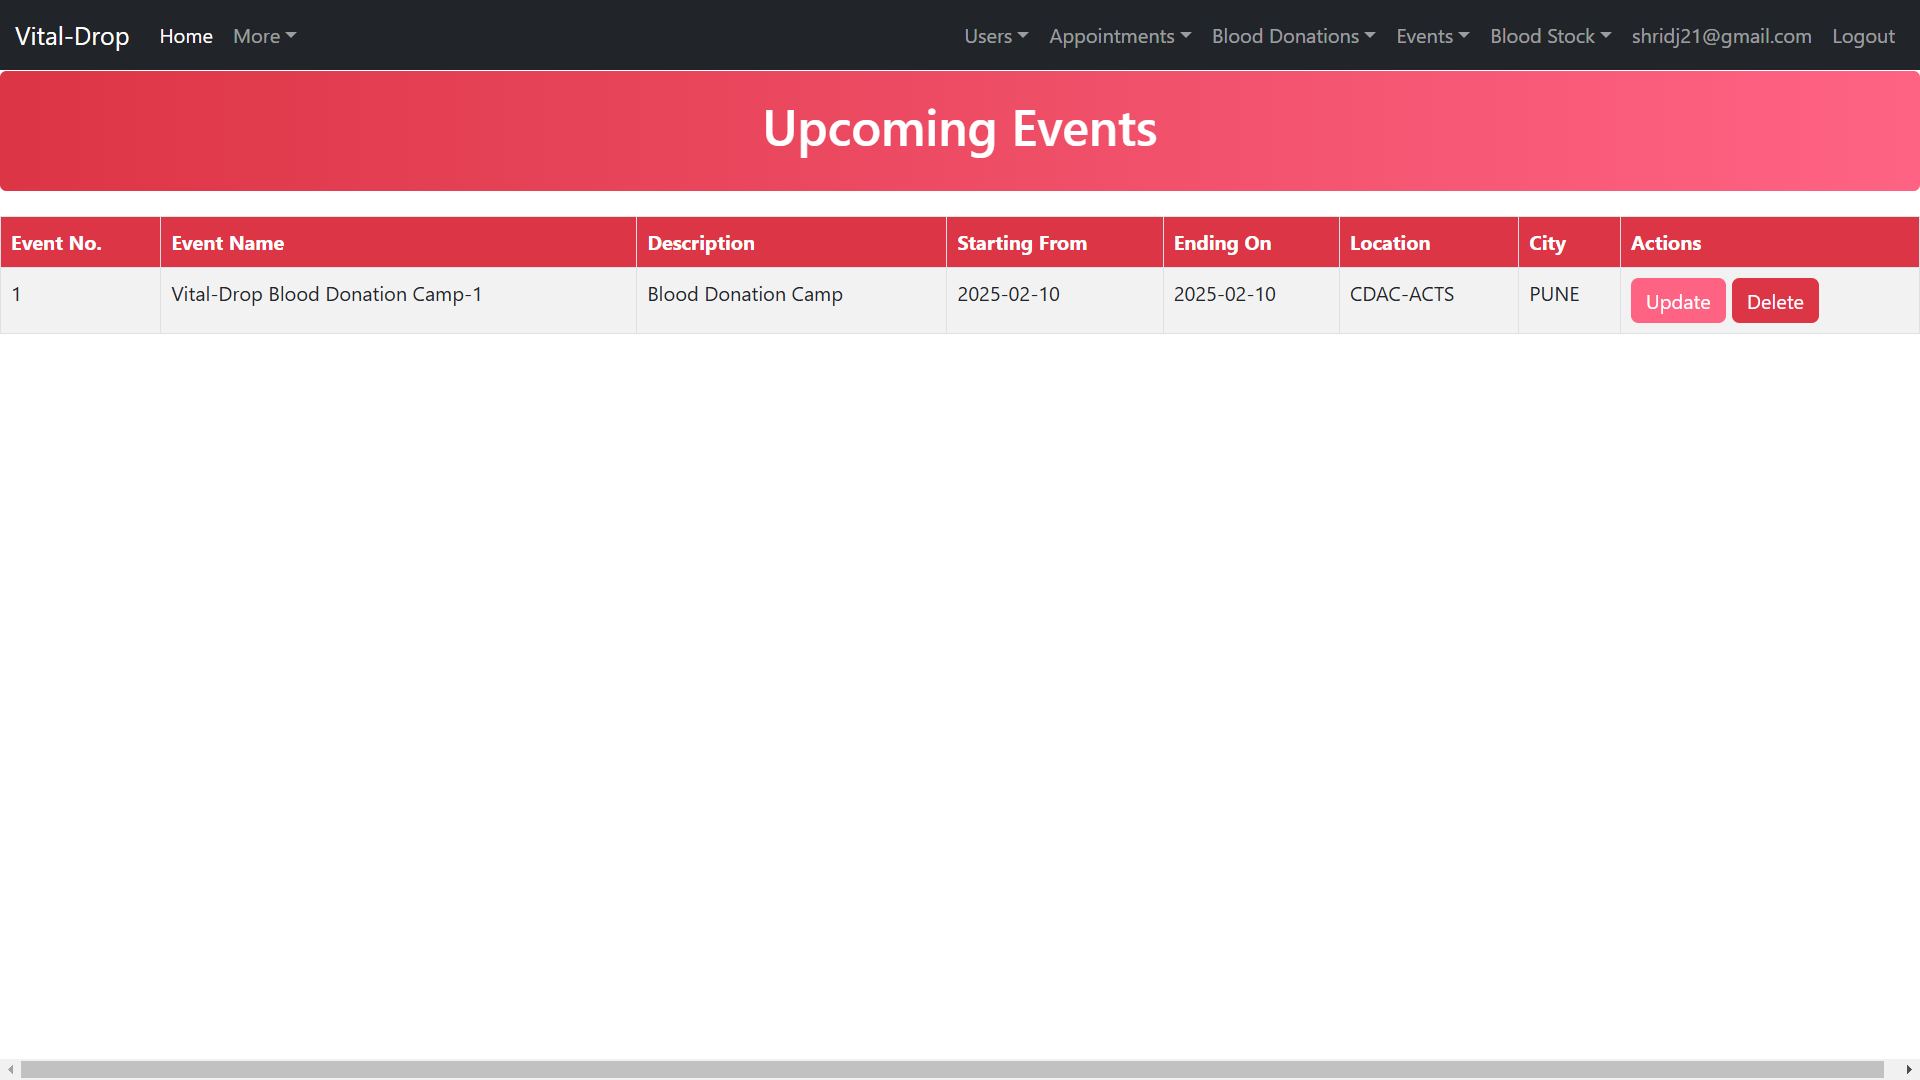 Vital-Drop Home More Users Appointments Blood Donations Events Blood Stock shridj21@gmail.com Logout
Upcoming Events
Event No. Event Name Description Starting From Ending On Location City Actions
1 Vital-Drop Blood Donation Camp-1 Blood Donation Camp 2025-02-10 2025-02-10 CDAC-ACTS PUNE Update Delete